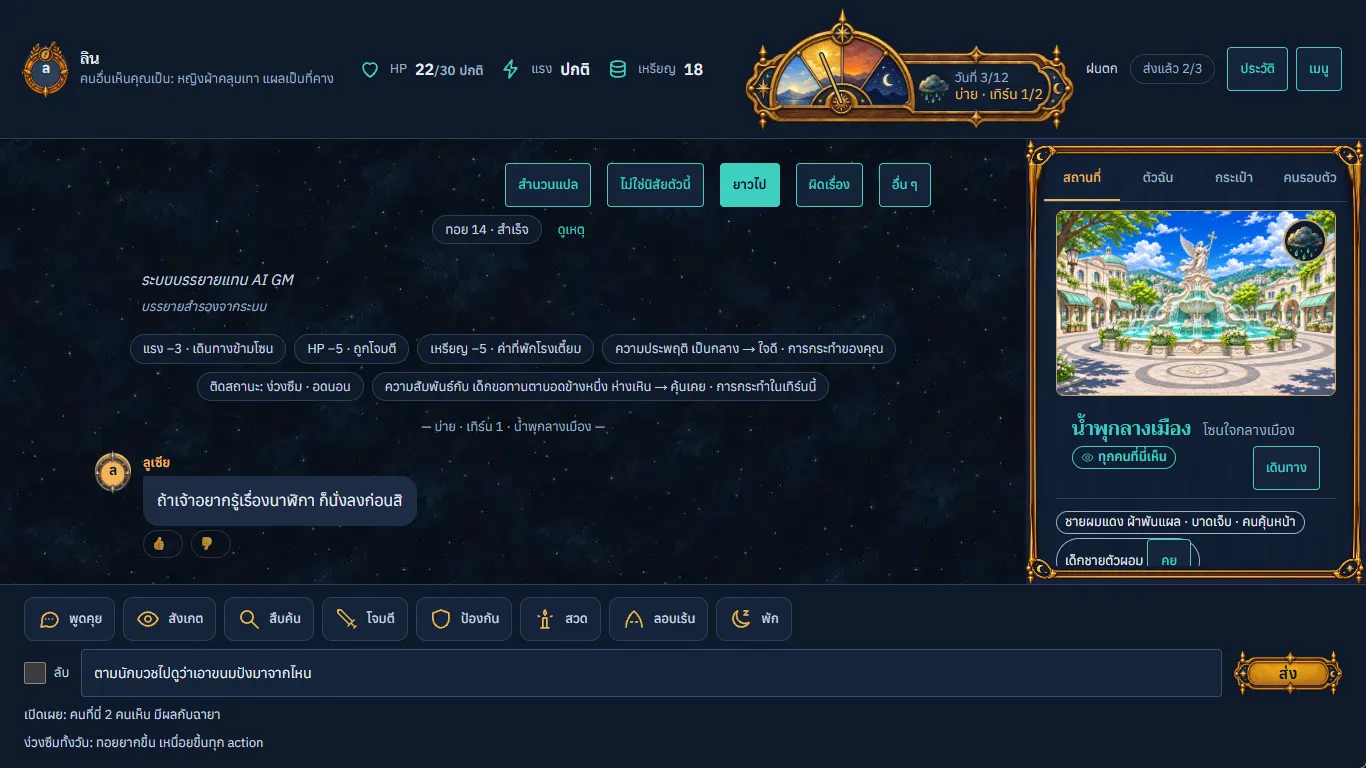 ล
ลิน
คนอื่นเห็นคุณเป็น: หญิงผ้าคลุมเทา แผลเป็นที่คาง
HP 22/30 ปกติ
แรง ปกติ
เหรียญ 18
วันที่ 3/12
บ่าย · เทิร์น 1/2
ฝนตก
ส่งแล้ว 2/3
ประวัติ
เมนู
สำนวนแปล
ไม่ใช่นิสัยตัวนี้
ยาวไป
ผิดเรื่อง
อื่น ๆ
ทอย 14 · สำเร็จ
ดูเหตุ
ระบบบรรยายแทน AI GM
บรรยายสำรองจากระบบ
แรง −3 · เดินทางข้ามโซน
HP −5 · ถูกโจมตี
เหรียญ −5 · ค่าที่พักโรงเตี๊ยม
ความประพฤติ เป็นกลาง → ใจดี · การกระทำของคุณ
ติดสถานะ: ง่วงซึม · อดนอน
ความสัมพันธ์กับ เด็กขอทานตาบอดข้างหนึ่ง ห่างเหิน → คุ้นเคย · การกระทำในเทิร์นนี้
— บ่าย · เทิร์น 1 · น้ำพุกลางเมือง —
ล
ลูเซีย
ถ้าเจ้าอยากรู้เรื่องนาฬิกา ก็นั่งลงก่อนสิ
สถานที่
ตัวฉัน
กระเป๋า
คนรอบตัว
น้ำพุกลางเมือง โซนใจกลางเมือง
ทุกคนที่นี่เห็น
เดินทาง
ชายผมแดง ผ้าพันแผล · บาดเจ็บ · คนคุ้นหน้า
เด็กชายตัวผอม
คุย
พูดคุย
สังเกต
สืบค้น
โจมตี
ป้องกัน
สวด
ลอบเร้น
พัก
ลับ
ตามนักบวชไปดูว่าเอาขนมปังมาจากไหน
ส่ง
เปิดเผย: คนที่นี่ 2 คนเห็น มีผลกับฉายา
ง่วงซึมทั้งวัน: ทอยยากขึ้น เหนื่อยขึ้นทุก action